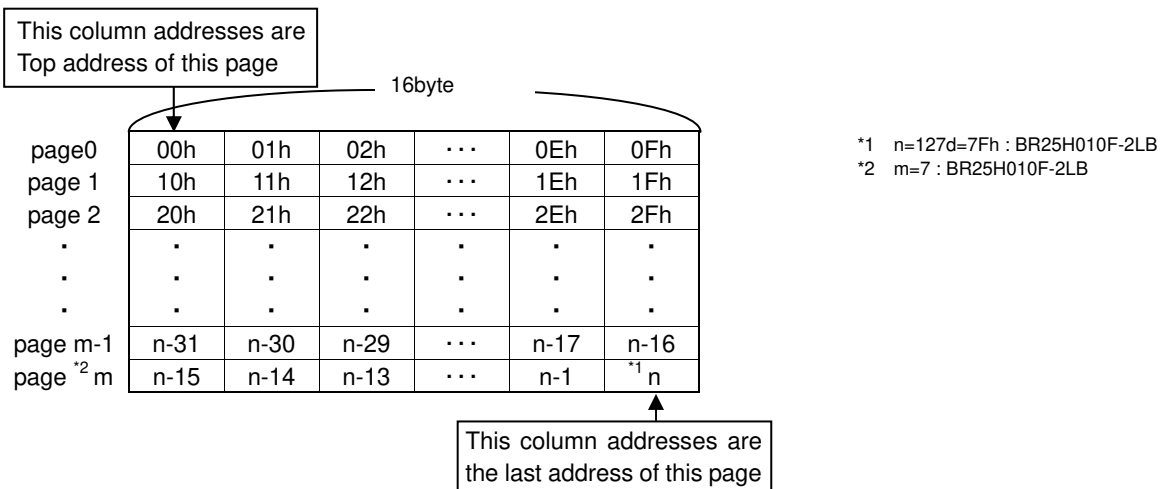 This column addresses are
Top address of this page
16byte
page0 00h 01h 02h ··· 0Eh 0Fh
page 1 10h 11h 12h ··· 1Eh 1Fh
page 2 20h 21h 22h ··· 2Eh 2Fh
· · · · · · ·
· · · · · · ·
· · · · · · ·
page m-1 n-31 n-30 n-29 ··· n-17 n-16
page *2 m n-15 n-14 n-13 ··· n-1 *1 n
This column addresses are
the last address of this page
*1 n=127d=7Fh : BR25H010F-2LB
*2 m=7 : BR25H010F-2LB